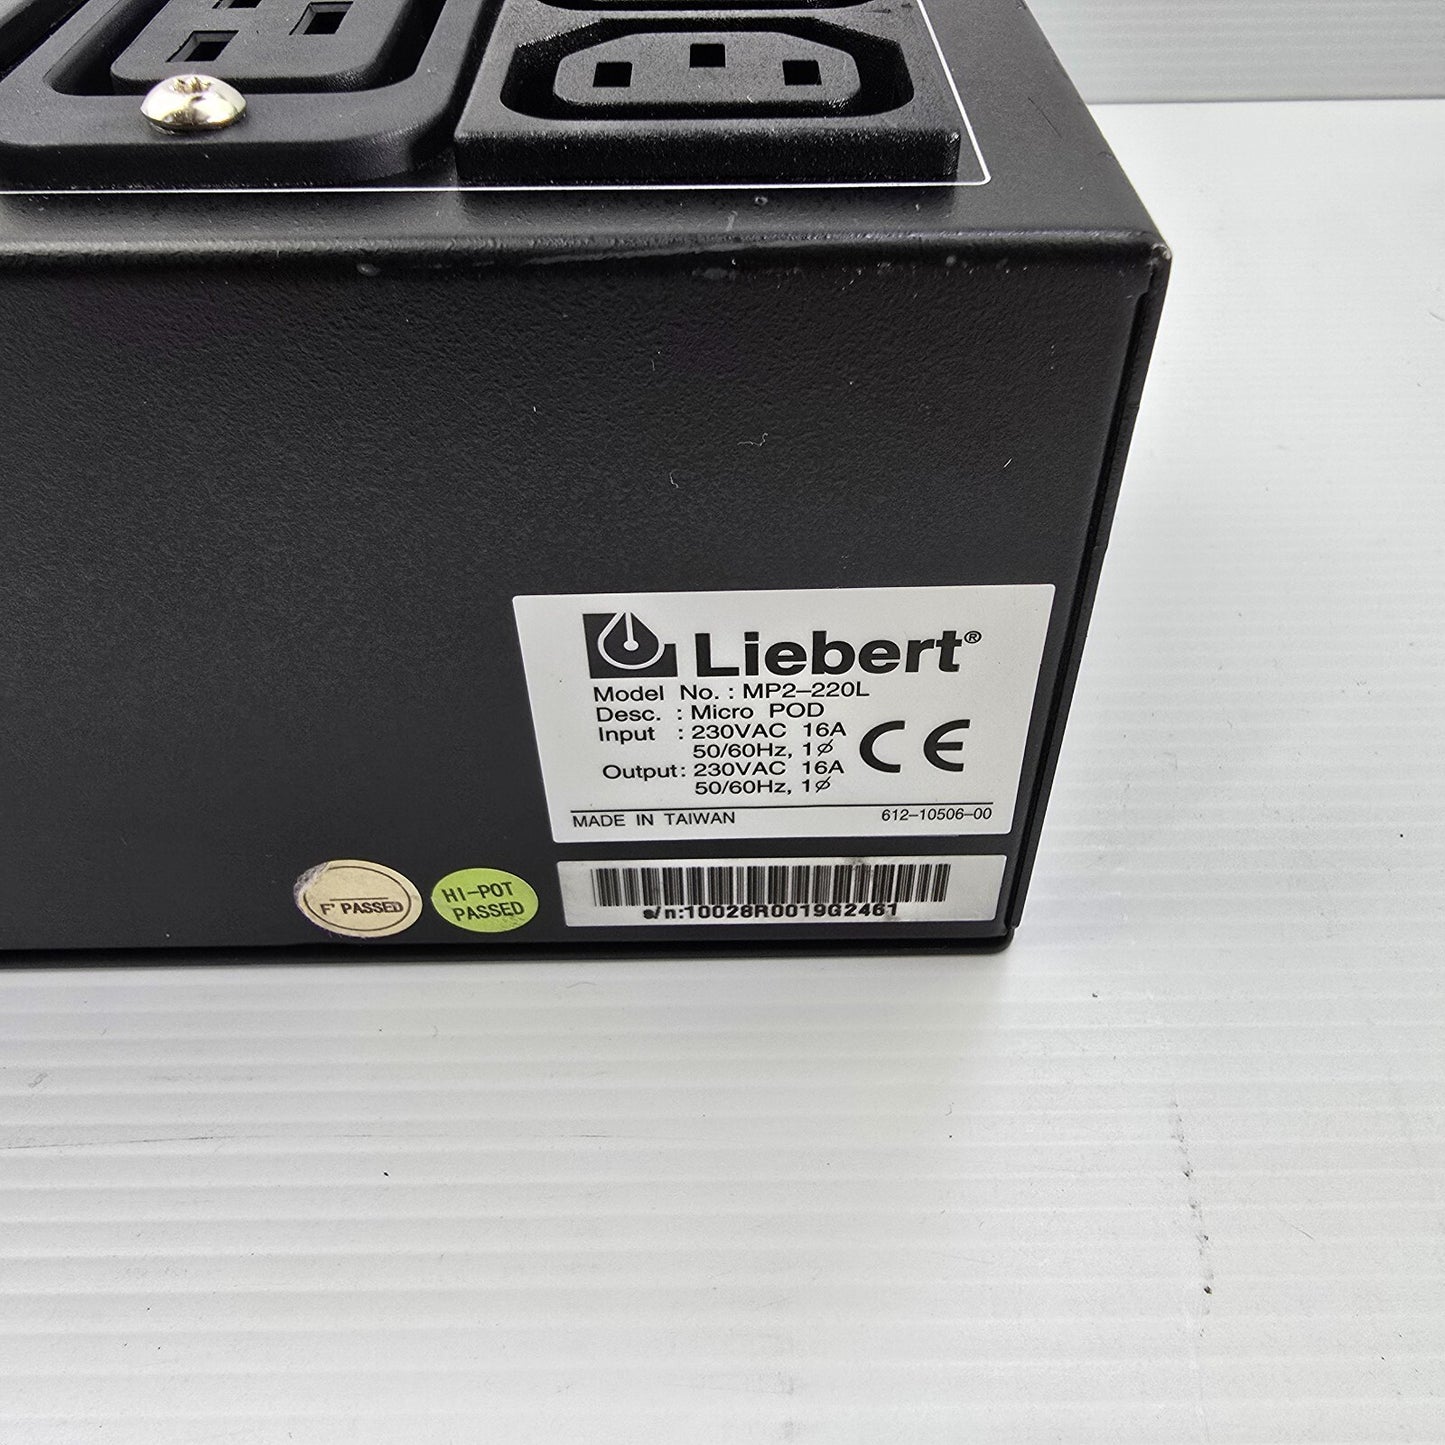 Liebert®
Model No. : MP2-220L
Desc. : Micro POD
Input : 230VAC 16A
50/60Hz, 1ø
Output: 230VAC 16A
50/60Hz, 1ø
CE
MADE IN TAIWAN 612-10506-00
PASSED
HI-POT
PASSED
s/n:10028R0019G2461